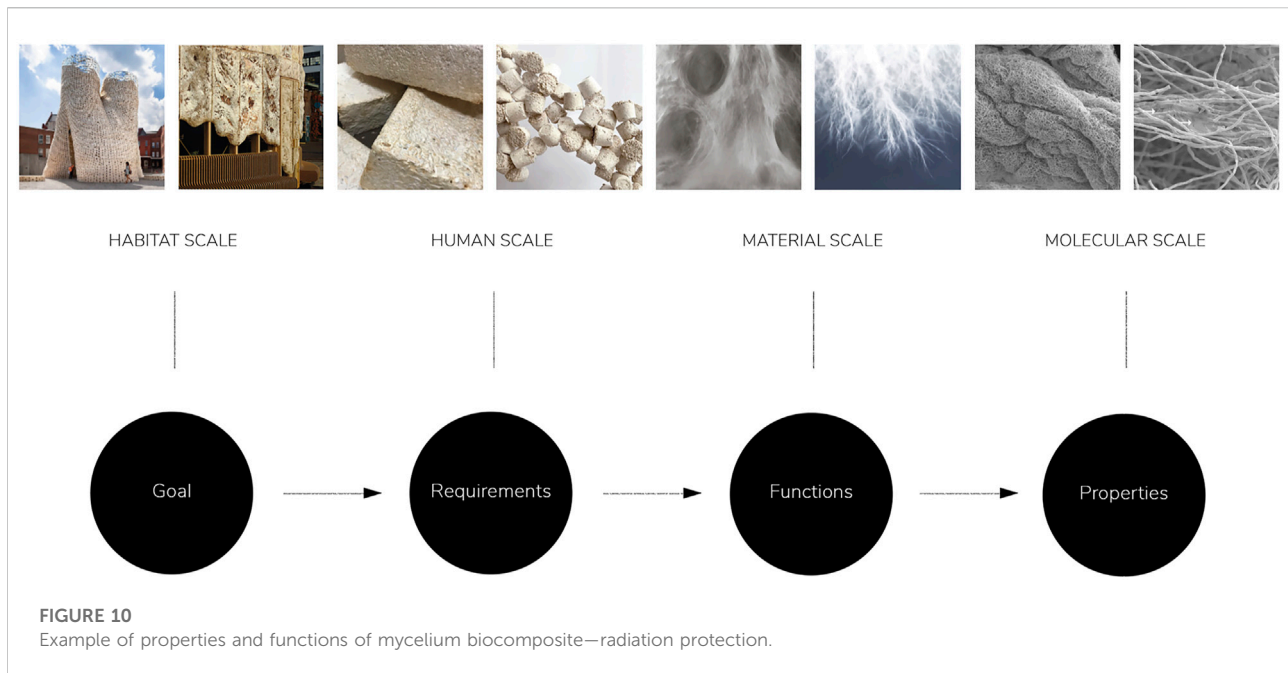 HABITAT SCALE
HUMAN SCALE
MATERIAL SCALE
MOLECULAR SCALE
Goal
Requirements
Functions
Properties
FIGURE 10
Example of properties and functions of mycelium biocomposite—radiation protection.